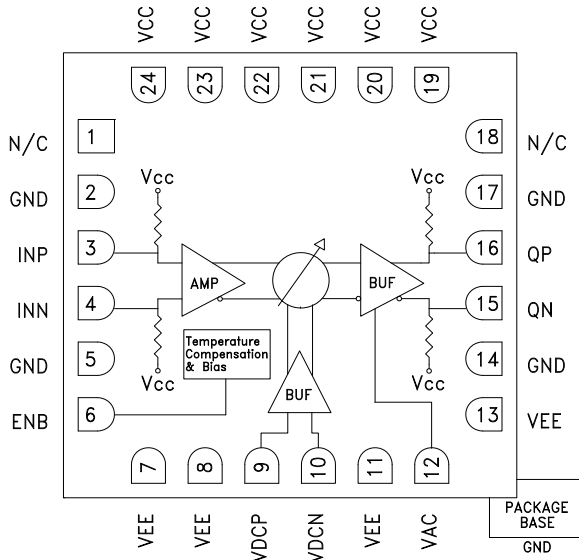 VCC VCC VCC VCC VCC VCC
24 23 22 21 20 19
N/C 1 18 N/C
GND 2 Vcc Vcc 17 GND
INP 3 16 QP
AMP BUF
INN 4 15 QN
GND 5 Temperature
Compensation
& Bias 14 GND
Vcc Vcc
BUF
ENB 6 13 VEE
7 8 9 10 11 12
VEE VEE VDCP VDCN VEE VAC
PACKAGE
BASE
GND